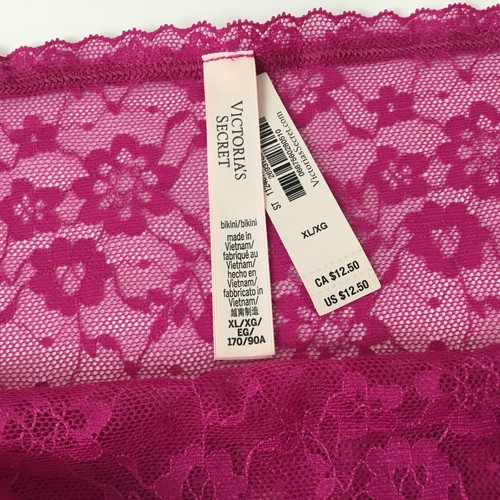 VICTORIA'S
SECRET
bikini/bikini
made in
Vietnam/
fabriqué au
Vietnam/
hecho en
Vietnam/
fabbricato in
Vietnam/
越南制造
XL/XG/
EG/
170/90A
VictoriasSecret.com
ST
XL/XG
CA $12.50
US $12.50